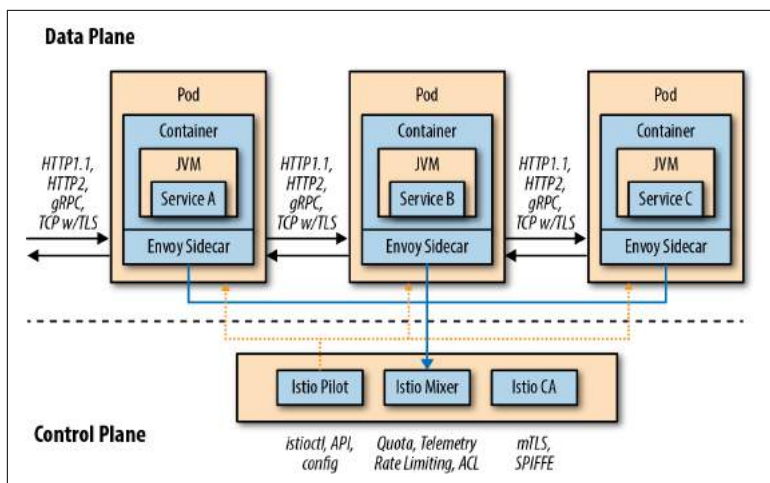 Data Plane
Pod
Container
JVM
Service A
Envoy Sidecar
Pod
Container
JVM
Service B
Envoy Sidecar
Pod
Container
JVM
Service C
Envoy Sidecar
HTTP1.1,
HTTP2,
gRPC,
TCP w/TLS
HTTP1.1,
HTTP2,
gRPC,
TCP w/TLS
HTTP1.1,
HTTP2,
gRPC,
TCP w/TLS
Istio Pilot
Istio Mixer
Istio CA
Control Plane
istioctl, API,
config
Quota, Telemetry
Rate Limiting, ACL
mTLS,
SPIFFE